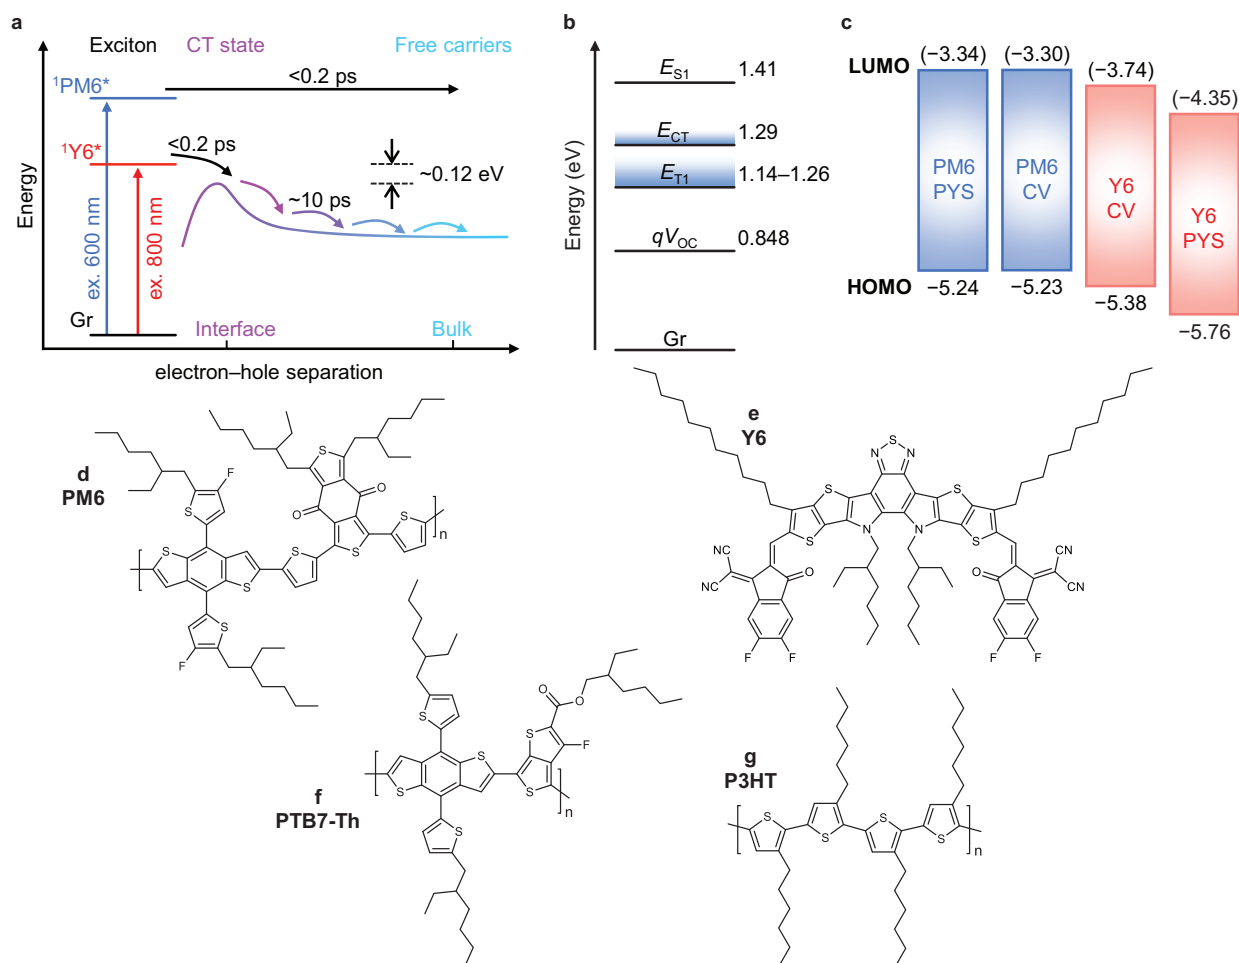 a
Exciton
CT state
Free carriers
<0.2 ps
¹PM6*
<0.2 ps
¹Y6*
~0.12 eV
~10 ps
Energy
ex. 600 nm
ex. 800 nm
Gr
Interface
Bulk
electron–hole separation
b
E_S1 1.41
E_CT 1.29
E_T1 1.14–1.26
qV_OC 0.848
Gr
Energy (eV)
c
LUMO
(−3.34)
(−3.30)
(−3.74)
(−4.35)
PM6
PYS
PM6
CV
Y6
CV
Y6
PYS
HOMO
−5.24
−5.23
−5.38
−5.76
d
PM6
F
S
S
S
S
O
O
S
S
S
n
S
F
e
Y6
N
S
N
S
S
S
S
N
N
NC
NC
O
F
F
O
CN
CN
F
F
f
PTB7-Th
S
S
S
S
O
O
S
F
S
n
S
g
P3HT
S
S
S
S
n